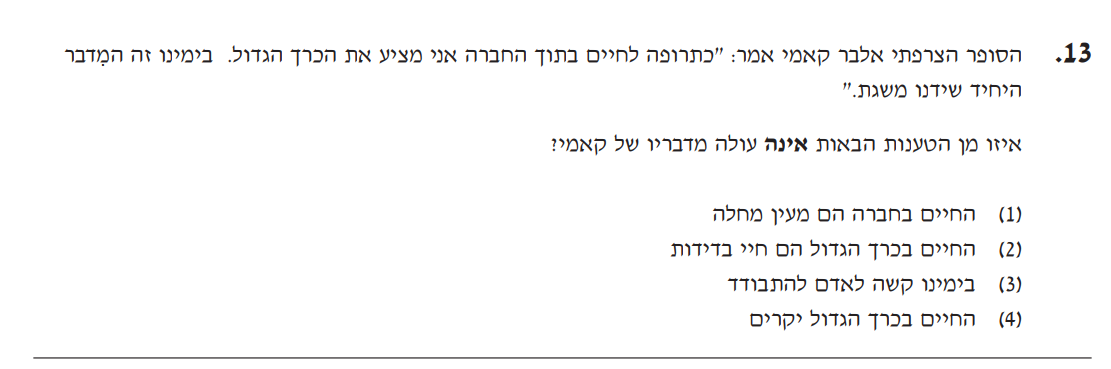 13. הסופר הצרפתי אלבר קאמי אמר: "כתרופה לחיים בתוך החברה אני מציע את הכרך הגדול. בימינו זה המִדבר
היחיד שידנו משגת."
איזו מן הטענות הבאות אינה עולה מדבריו של קאמי?
(1) החיים בחברה הם מעין מחלה
(2) החיים בכרך הגדול הם חיי בדידות
(3) בימינו קשה לאדם להתבודד
(4) החיים בכרך הגדול יקרים